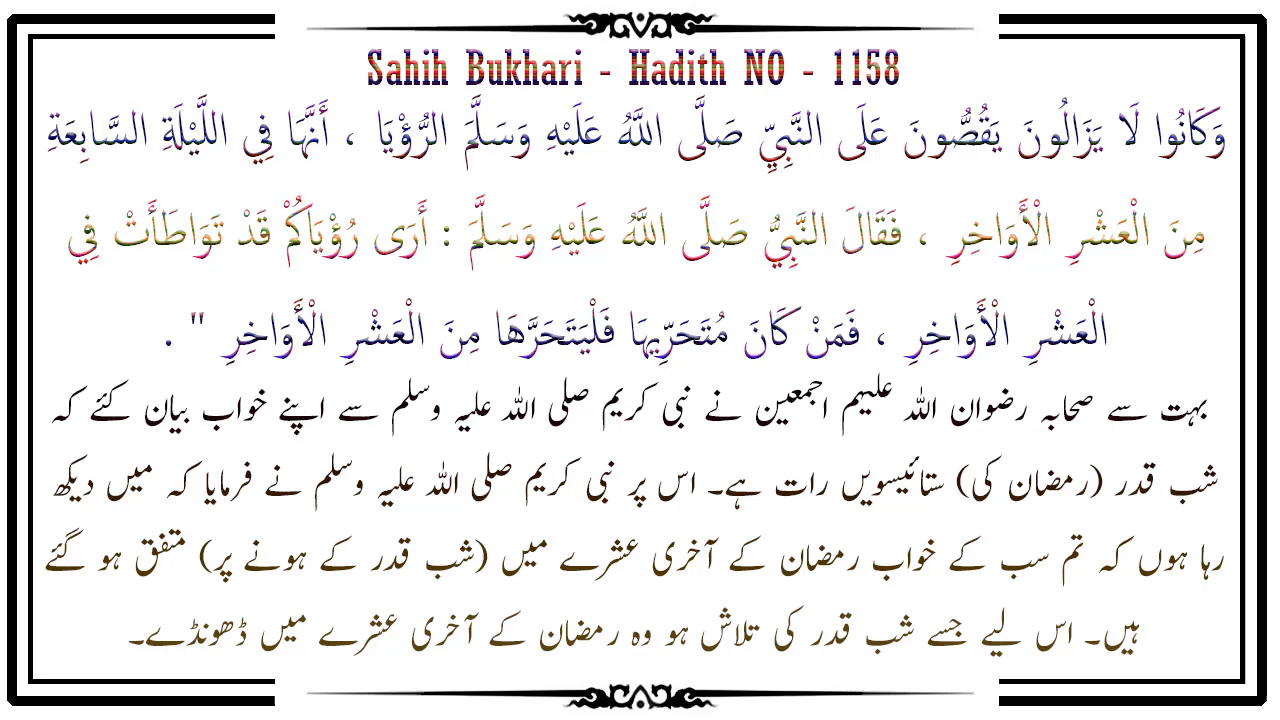 Sahih Bukhari - Hadith NO - 1158
وَكَانُوا لَا يَزَالُونَ يَقُصُّونَ عَلَى النَّبِيِّ صَلَّى اللَّهُ عَلَيْهِ وَسَلَّمَ الرُّؤْيَا ، أَنَّهَا فِي اللَّيْلَةِ السَّابِعَةِ
مِنَ الْعَشْرِ الْأَوَاخِرِ ، فَقَالَ النَّبِيُّ صَلَّى اللَّهُ عَلَيْهِ وَسَلَّمَ : أَرَى رُؤْيَاكُمْ قَدْ تَوَاطَأَتْ فِي
الْعَشْرِ الْأَوَاخِرِ ، فَمَنْ كَانَ مُتَحَرِّيهَا فَلْيَتَحَرَّهَا مِنَ الْعَشْرِ الْأَوَاخِرِ " .
بہت سے صحابہ رضوان اللہ علیہم اجمعین نے نبی کریم صلی اللہ علیہ وسلم سے اپنے خواب بیان کئے کہ
شب قدر (رمضان کی) ستائیسویں رات ہے۔ اس پر نبی کریم صلی اللہ علیہ وسلم نے فرمایا کہ میں دیکھ
رہا ہوں کہ تم سب کے خواب رمضان کے آخری عشرے میں (شب قدر کے ہونے پر) متفق ہو گئے
ہیں۔ اس لیے جسے شب قدر کی تلاش ہو وہ رمضان کے آخری عشرے میں ڈھونڈے۔